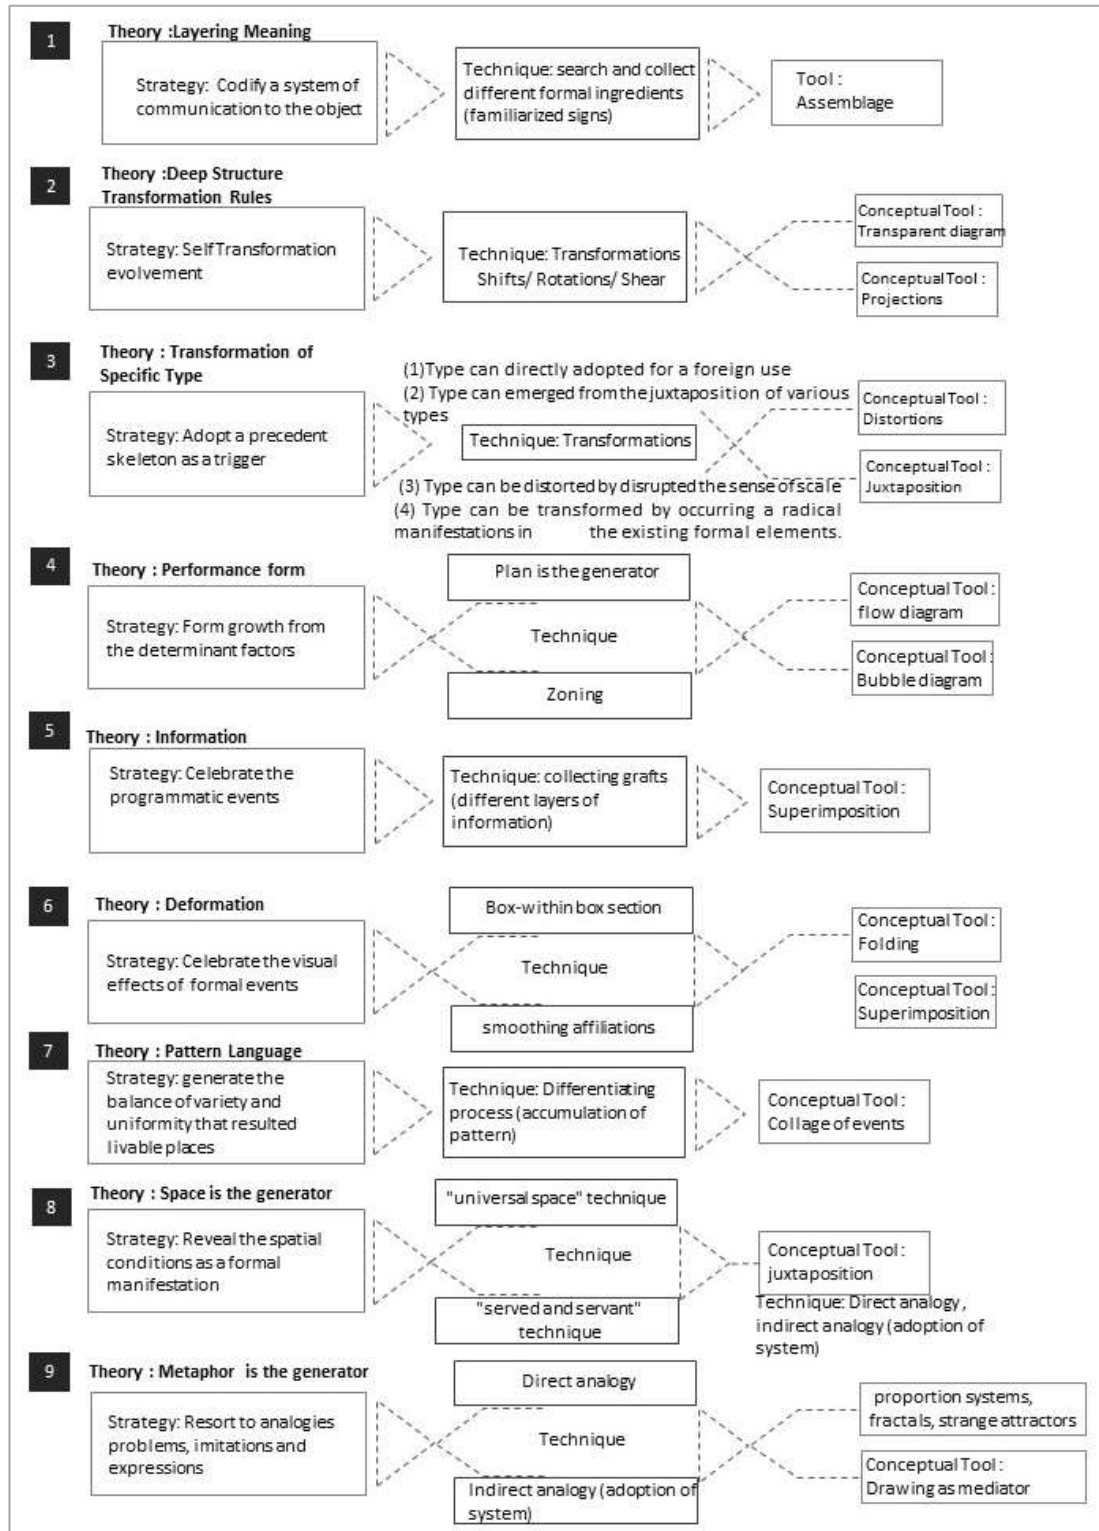 1
Theory :Layering Meaning
Strategy: Codify a system of
communication to the object
Technique: search and collect
different formal ingredients
(familiarized signs)
Tool :
Assemblage
2
Theory :Deep Structure
Transformation Rules
Strategy: Self Transformation
evolvement
Technique: Transformations
Shifts/ Rotations/ Shear
Conceptual Tool :
Transparent diagram
Conceptual Tool :
Projections
3
Theory : Transformation of
Specific Type
Strategy: Adopt a precedent
skeleton as a trigger
(1)Type can directly adopted for a foreign use
(2) Type can emerged from the juxtaposition of various
types
Technique: Transformations
(3) Type can be distorted by disrupted the sense of scale
(4) Type can be transformed by occurring a radical
manifestations in the existing formal elements.
Conceptual Tool :
Distortions
Conceptual Tool :
Juxtaposition
4
Theory : Performance form
Strategy: Form growth from
the determinant factors
Plan is the generator
Technique
Zoning
Conceptual Tool :
flow diagram
Conceptual Tool :
Bubble diagram
5
Theory : Information
Strategy: Celebrate the
programmatic events
Technique: collecting grafts
(different layers of
information)
Conceptual Tool :
Superimposition
6
Theory : Deformation
Strategy: Celebrate the visual
effects of formal events
Box-within box section
Technique
smoothing affiliations
Conceptual Tool :
Folding
Conceptual Tool :
Superimposition
7
Theory : Pattern Language
Strategy: generate the
balance of variety and
uniformity that resulted
livable places
Technique: Differentiating
process (accumulation of
pattern)
Conceptual Tool :
Collage of events
8
Theory : Space is the generator
Strategy: Reveal the spatial
conditions as a formal
manifestation
"universal space" technique
Technique
"served and servant"
technique
Conceptual Tool :
juxtaposition
Technique: Direct analogy ,
indirect analogy (adoption of
system)
9
Theory : Metaphor is the generator
Strategy: Resort to analogies
problems, imitations and
expressions
Direct analogy
Technique
Indirect analogy (adoption of
system)
proportion systems,
fractals, strange attractors
Conceptual Tool :
Drawing as mediator